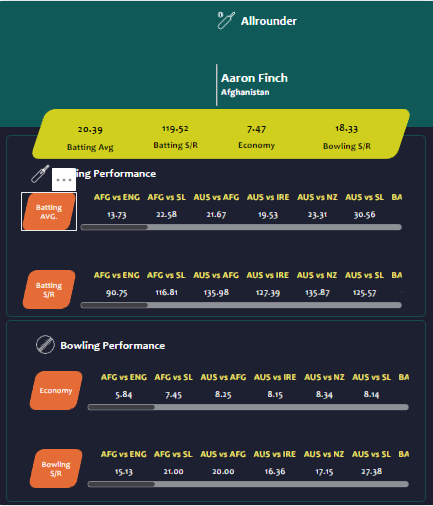 Allrounder
Aaron Finch
Afghanistan
20.39 119.52 7.47 18.33
Batting Avg Batting S/R Economy Bowling S/R
ing Performance
Batting AVG.
AFG vs ENG AFG vs SL AUS vs AFG AUS vs IRE AUS vs NZ AUS vs SL BA
13.73 22.58 21.67 19.53 23.31 30.56
Batting S/R
AFG vs ENG AFG vs SL AUS vs AFG AUS vs IRE AUS vs NZ AUS vs SL BA
90.75 116.81 135.98 127.39 135.87 125.57
Bowling Performance
Economy
AFG vs ENG AFG vs SL AUS vs AFG AUS vs IRE AUS vs NZ AUS vs SL BA
5.84 7.45 8.25 8.15 8.34 8.14
Bowling S/R
AFG vs ENG AFG vs SL AUS vs AFG AUS vs IRE AUS vs NZ AUS vs SL BA
15.13 21.00 20.00 16.36 17.15 27.38